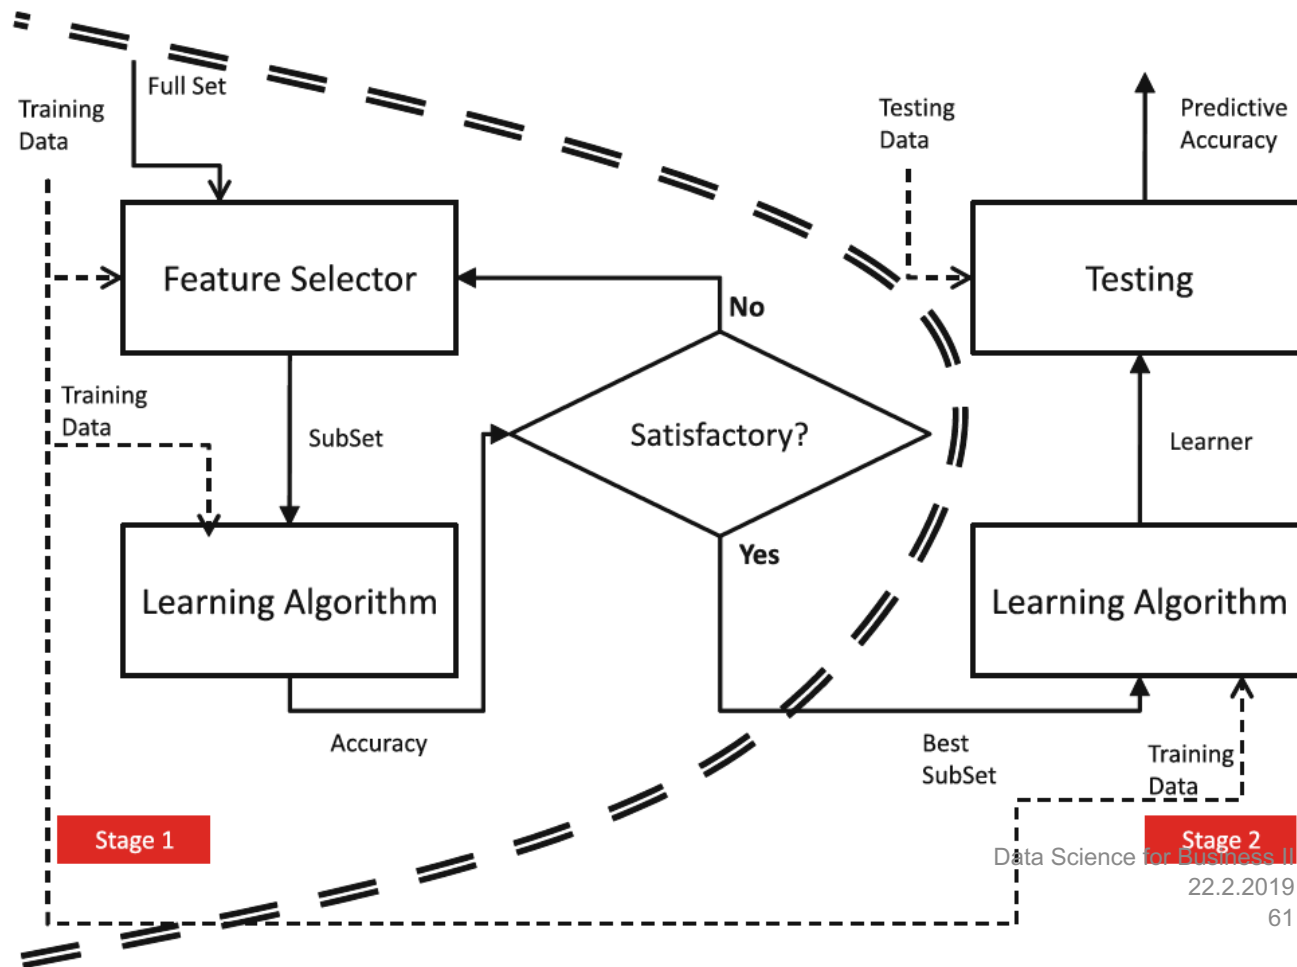 Full Set
Training
Data
Testing
Data
Predictive
Accuracy
Feature Selector
No
Testing
Training
Data
SubSet
Satisfactory?
Learner
Yes
Learning Algorithm
Learning Algorithm
Accuracy
Best
SubSet
Training
Data
Stage 1
Stage 2
Data Science for Business II
22.2.2019
61